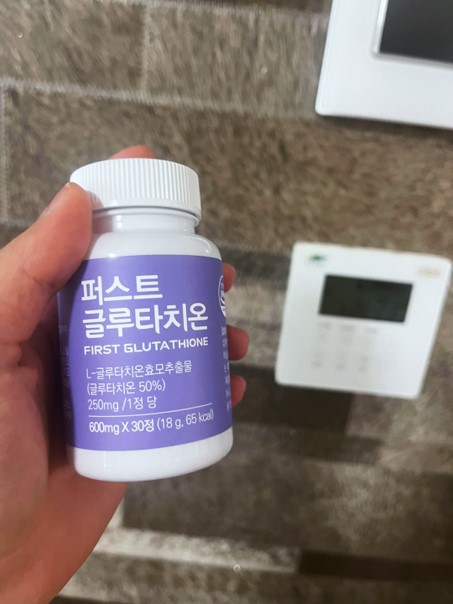 퍼스트
글루타치온
FIRST GLUTATHIONE
L-글루타치온효모추출물
(글루타치온 50%)
250mg /1정 당
600mg X 30정 (18 g, 65 kcal)